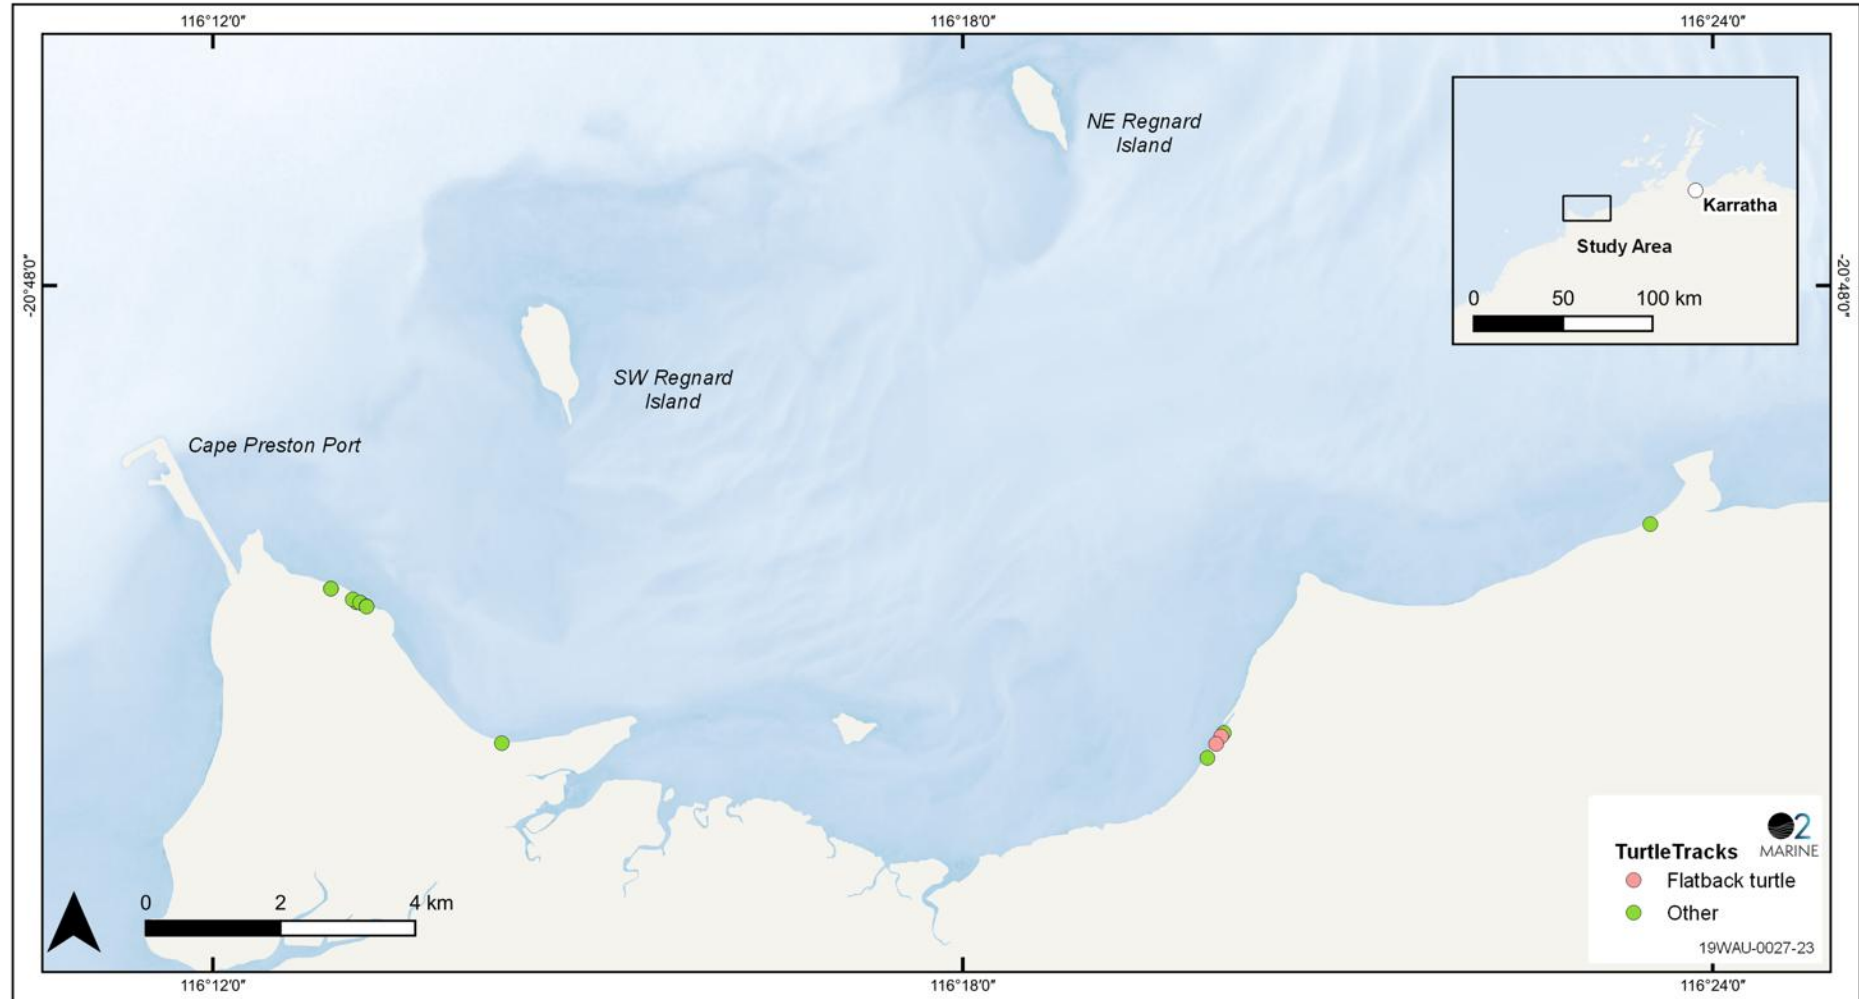 116°12'0″
116°18'0″
116°24'0″
NE Regnard
Island
Karratha
Study Area
0 50 100 km
-20°48'0″
-20°48'0″
SW Regnard
Island
Cape Preston Port
TurtleTracks
O2
MARINE
Flatback turtle
Other
19WAU-0027-23
0 2 4 km
116°12'0″
116°18'0″
116°24'0″